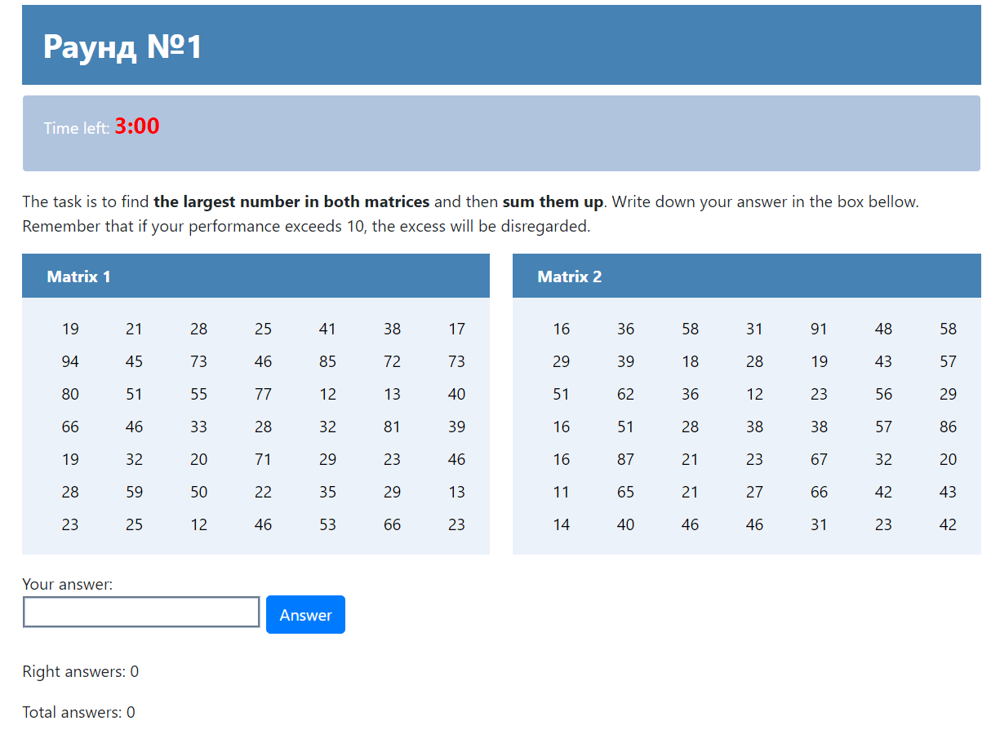 Раунд №1
Time left: 3:00
The task is to find the largest number in both matrices and then sum them up. Write down your answer in the box bellow.
Remember that if your performance exceeds 10, the excess will be disregarded.
Matrix 1
19 21 28 25 41 38 17
94 45 73 46 85 72 73
80 51 55 77 12 13 40
66 46 33 28 32 81 39
19 32 20 71 29 23 46
28 59 50 22 35 29 13
23 25 12 46 53 66 23
Matrix 2
16 36 58 31 91 48 58
29 39 18 28 19 43 57
51 62 36 12 23 56 29
16 51 28 38 38 57 86
16 87 21 23 67 32 20
11 65 21 27 66 42 43
14 40 46 46 31 23 42
Your answer:
Answer
Right answers: 0
Total answers: 0